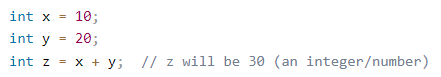 int x = 10;
int y = 20;
int z = x + y;  // z will be 30 (an integer/number)